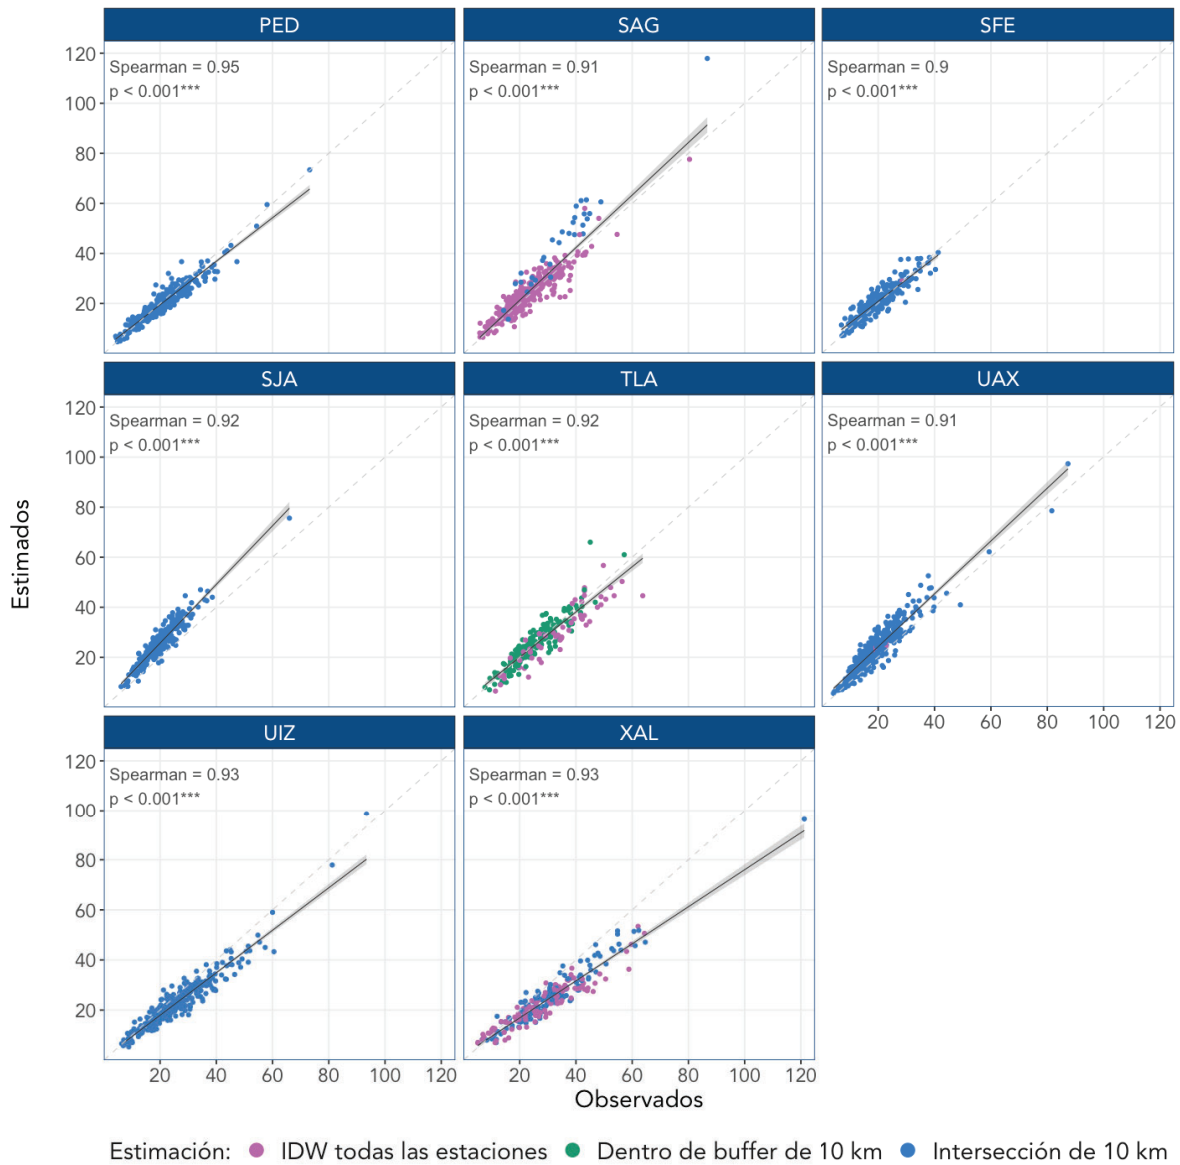 PED
SAG
SFE
120
100
80
60
40
20
Spearman = 0.95
p < 0.001***
Spearman = 0.91
p < 0.001***
Spearman = 0.9
p < 0.001***
SJA
TLA
UAX
120
100
80
60
40
20
Spearman = 0.92
p < 0.001***
Spearman = 0.92
p < 0.001***
Spearman = 0.91
p < 0.001***
20 40 60 80 100 120
Estimados
UIZ
XAL
120
100
80
60
40
20
Spearman = 0.93
p < 0.001***
Spearman = 0.93
p < 0.001***
20 40 60 80 100 120
20 40 60 80 100 120
Observados
Estimación: IDW todas las estaciones Dentro de buffer de 10 km Intersección de 10 km